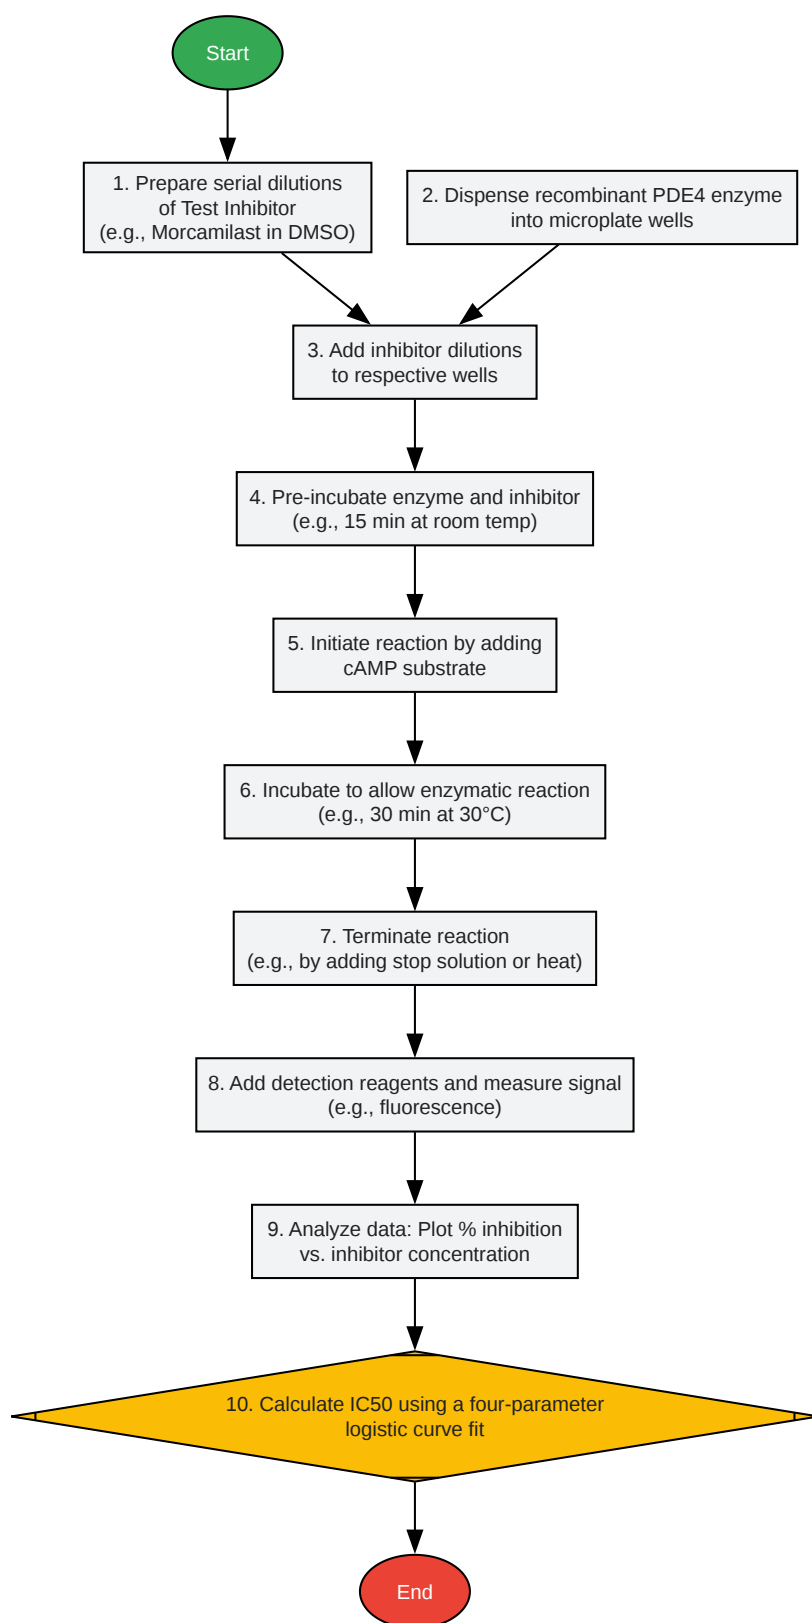 Start
1. Prepare serial dilutions
of Test Inhibitor
(e.g., Morcamilast in DMSO)
2. Dispense recombinant PDE4 enzyme
into microplate wells
3. Add inhibitor dilutions
to respective wells
4. Pre-incubate enzyme and inhibitor
(e.g., 15 min at room temp)
5. Initiate reaction by adding
cAMP substrate
6. Incubate to allow enzymatic reaction
(e.g., 30 min at 30°C)
7. Terminate reaction
(e.g., by adding stop solution or heat)
8. Add detection reagents and measure signal
(e.g., fluorescence)
9. Analyze data: Plot % inhibition
vs. inhibitor concentration
10. Calculate IC50 using a four-parameter
logistic curve fit
End